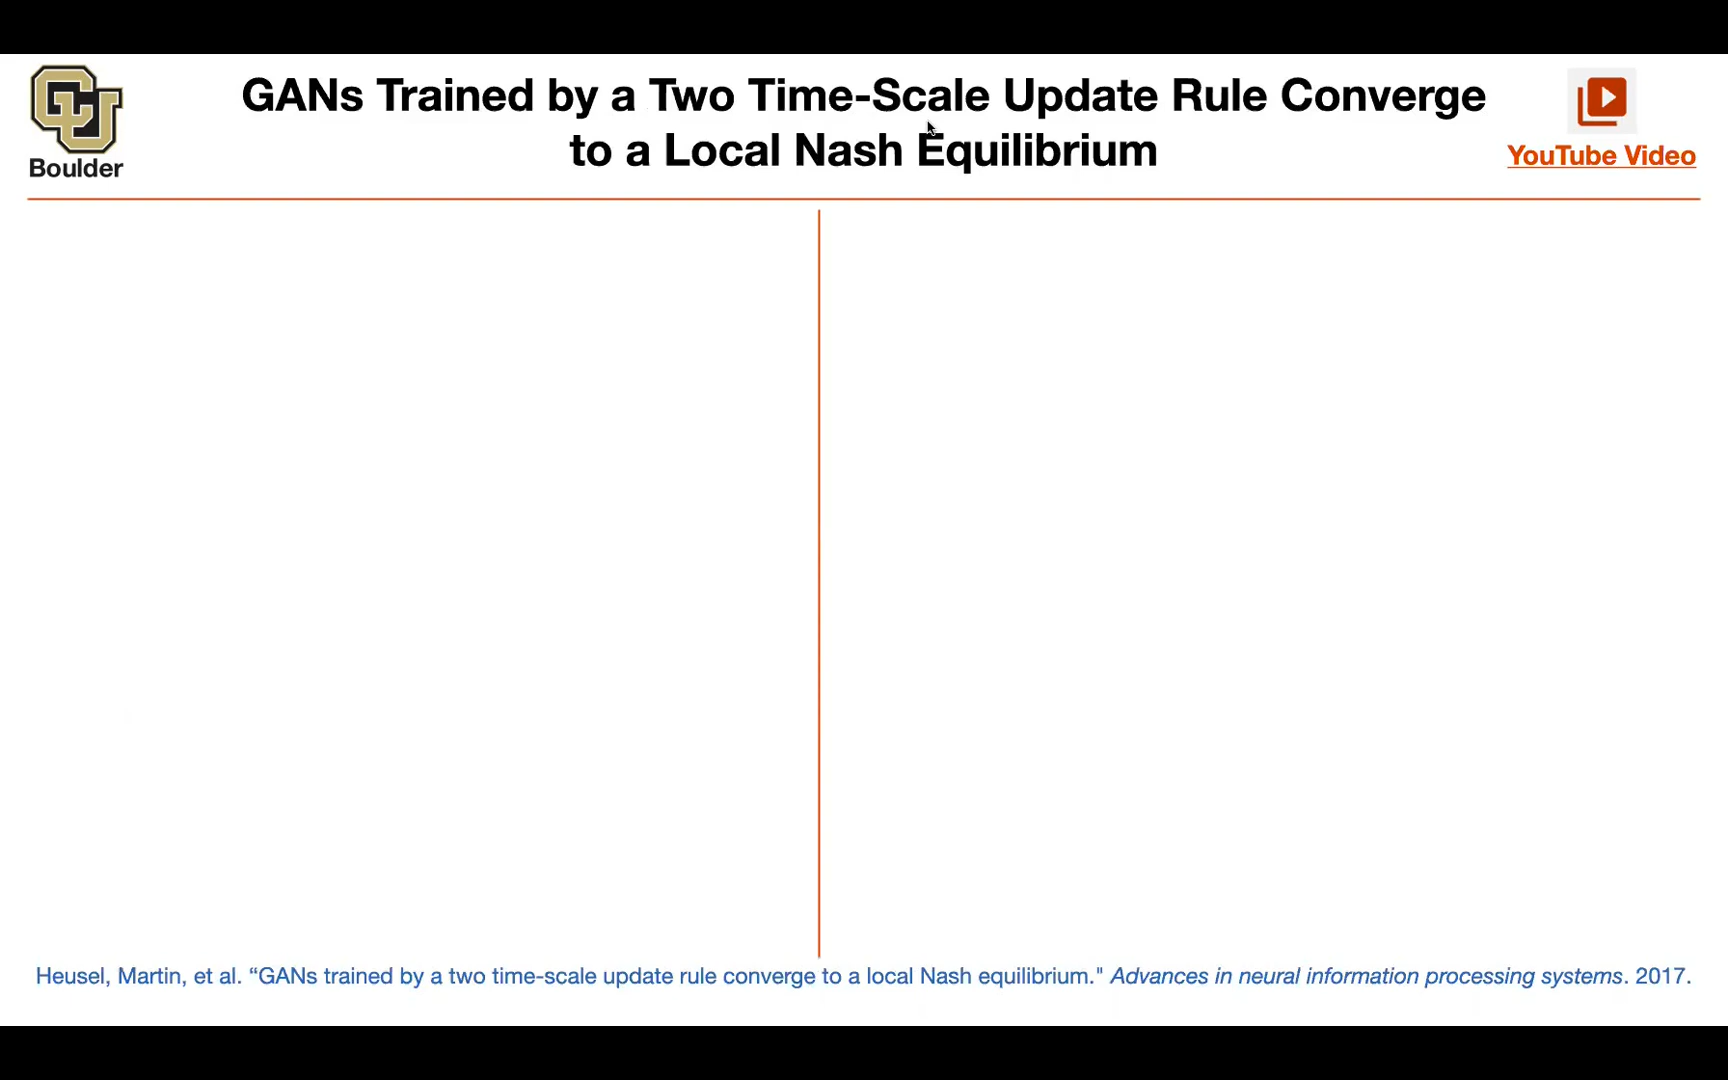 GANs Trained by a Two Time-Scale Update Rule Converge
to a Local Nash Equilibrium
CU
Boulder
YouTube Video
Heusel, Martin, et al. “GANs trained by a two time-scale update rule converge to a local Nash equilibrium." Advances in neural information processing systems. 2017.